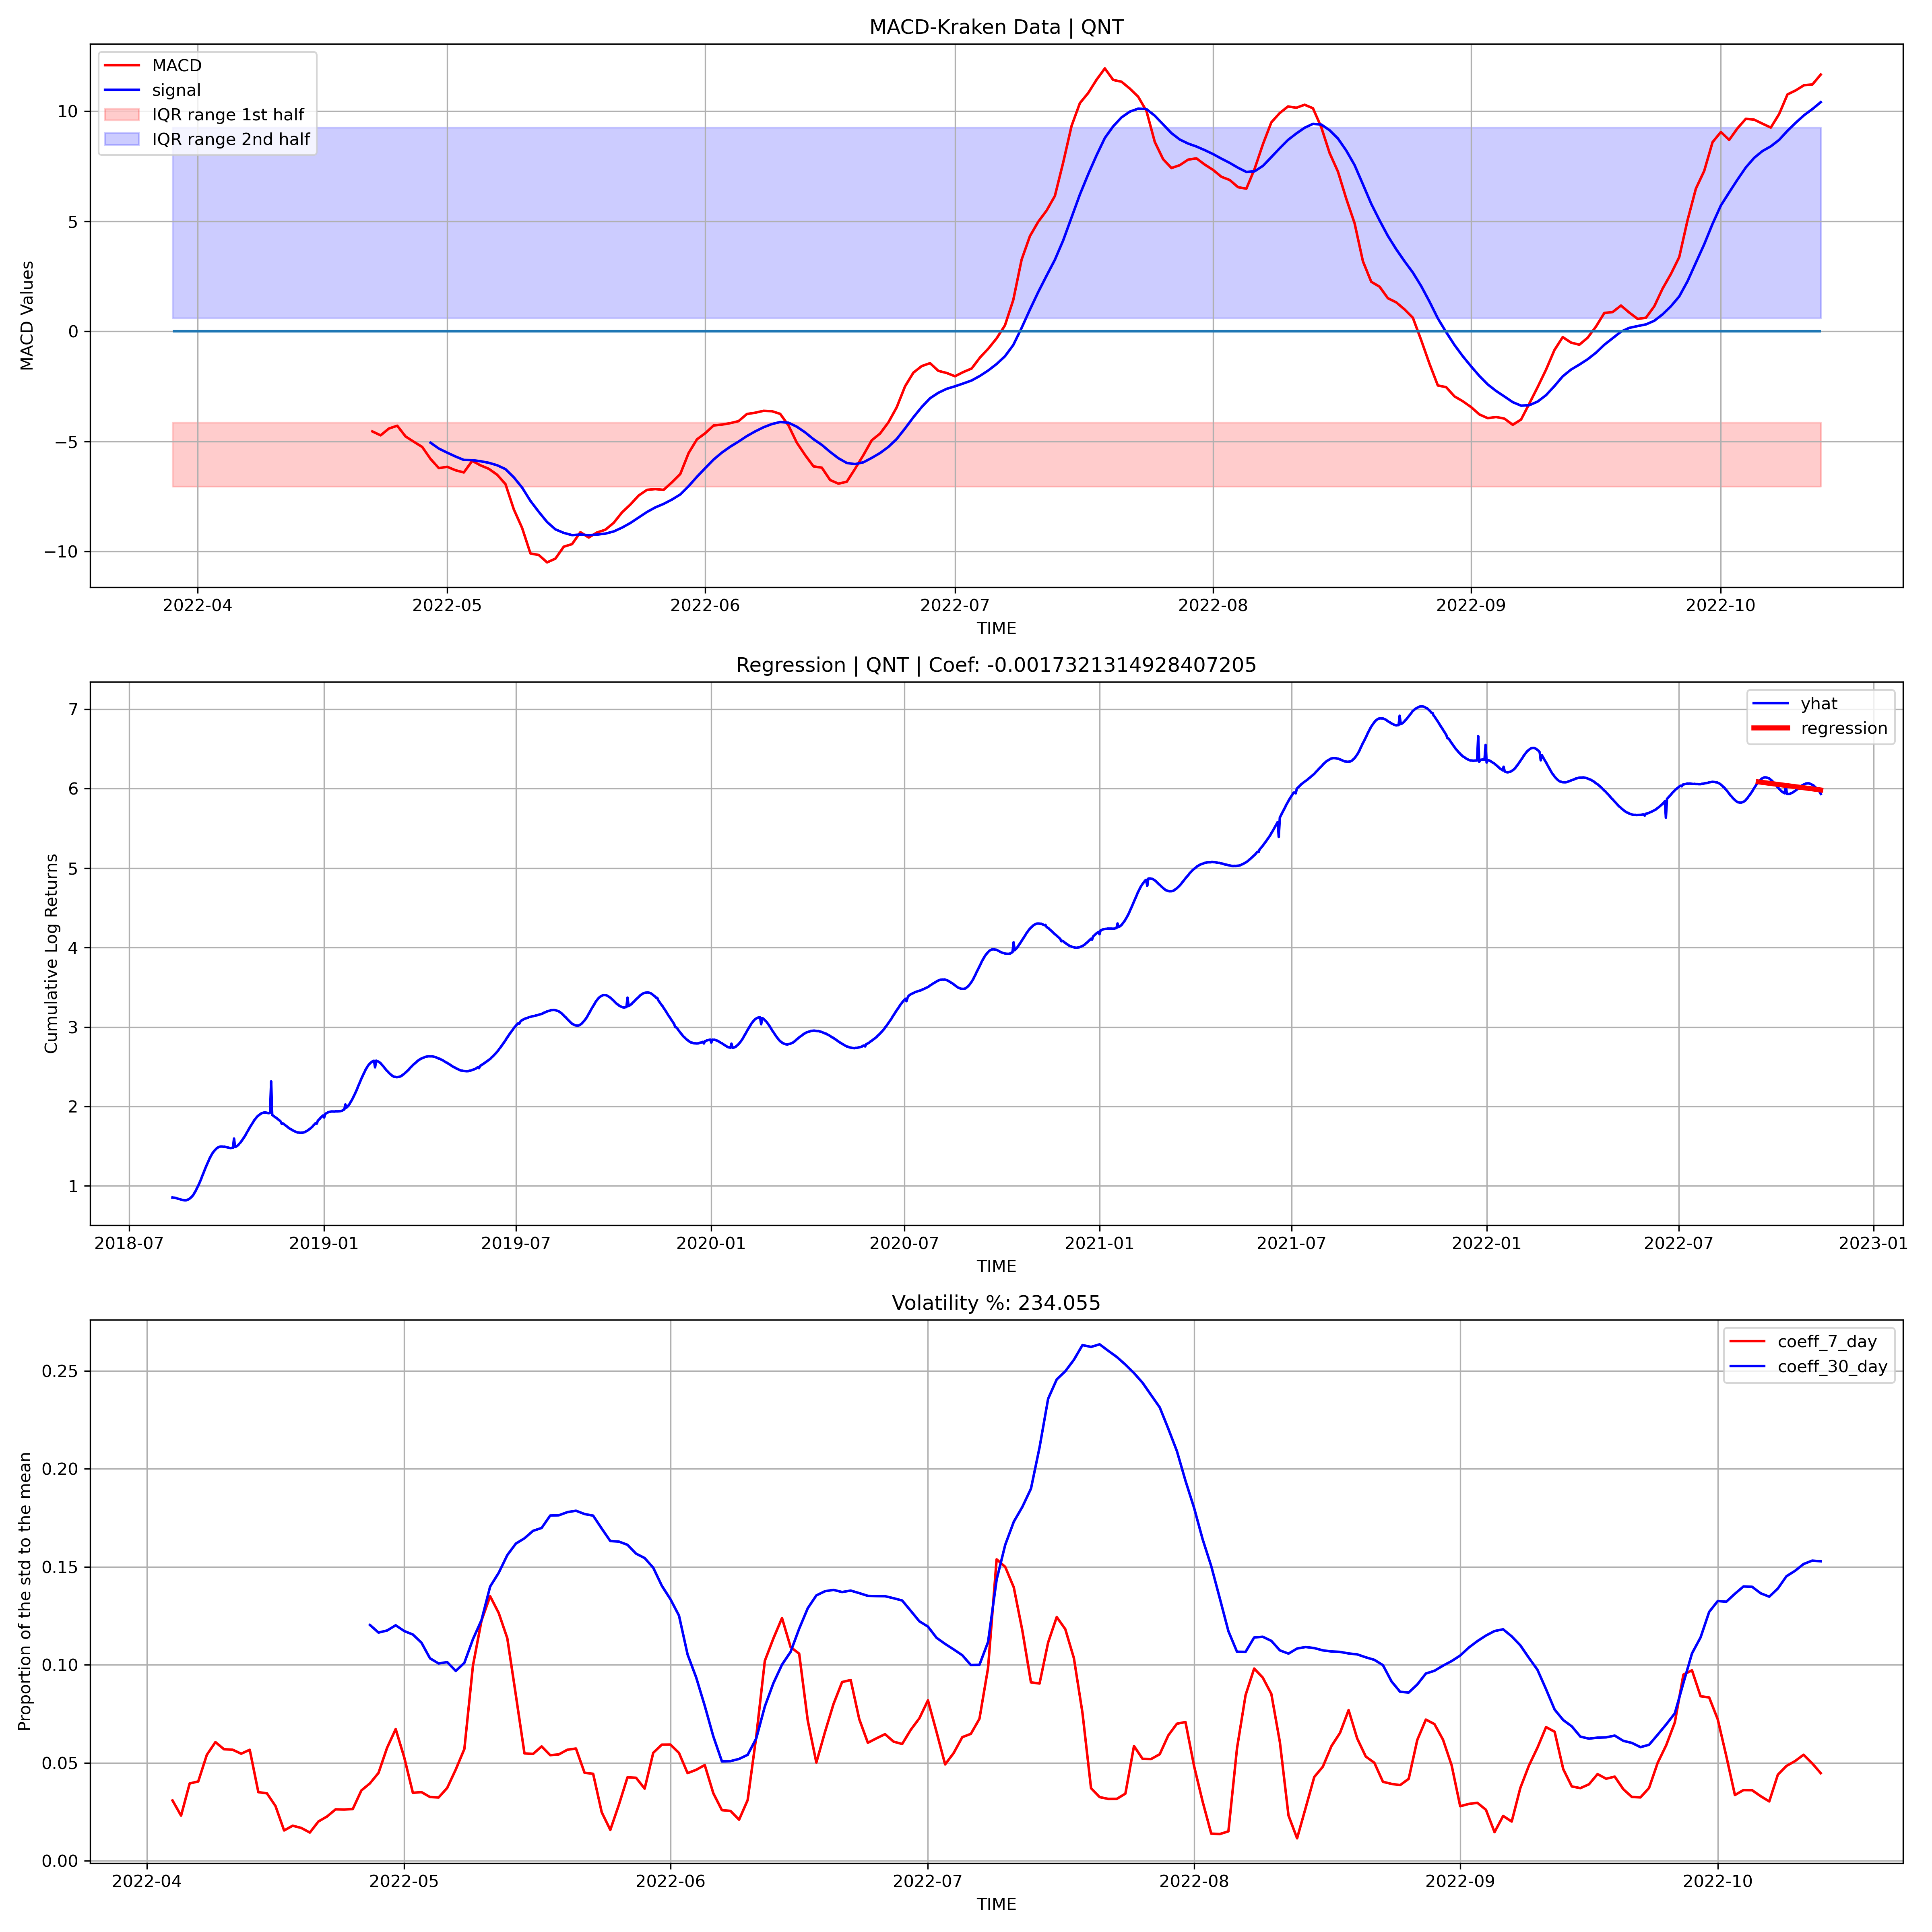 MACD-Kraken Data | QNT
MACD
signal
IQR range 1st half
IQR range 2nd half
MACD Values
10
5
0
−5
−10
2022-04 2022-05 2022-06 2022-07 2022-08 2022-09 2022-10
TIME
Regression | QNT | Coef: -0.0017321314928407205
yhat
regression
Cumulative Log Returns
7
6
5
4
3
2
1
2018-07 2019-01 2019-07 2020-01 2020-07 2021-01 2021-07 2022-01 2022-07 2023-01
TIME
Volatility %: 234.055
coeff_7_day
coeff_30_day
Proportion of the std to the mean
0.25
0.20
0.15
0.10
0.05
0.00
2022-04 2022-05 2022-06 2022-07 2022-08 2022-09 2022-10
TIME